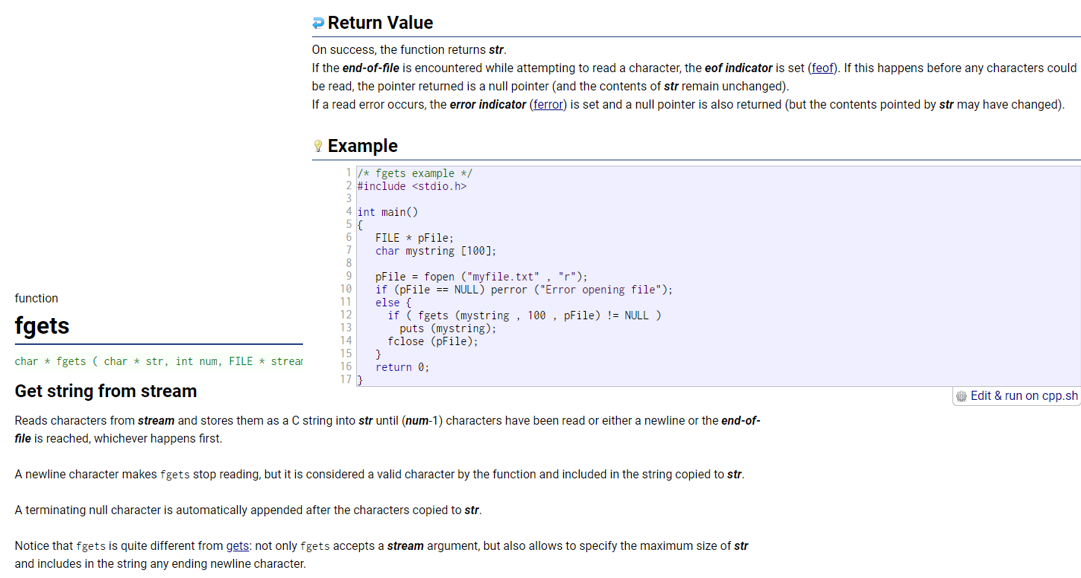 Return Value
On success, the function returns str.
If the end-of-file is encountered while attempting to read a character, the eof indicator is set (feof). If this happens before any characters could
be read, the pointer returned is a null pointer (and the contents of str remain unchanged).
If a read error occurs, the error indicator (ferror) is set and a null pointer is also returned (but the contents pointed by str may have changed).
Example
1 /* fgets example */
2 #include <stdio.h>
3
4 int main()
5 {
6 FILE * pFile;
7 char mystring [100];
8
9 pFile = fopen ("myfile.txt" , "r");
10 if (pFile == NULL) perror ("Error opening file");
11 else {
12 if ( fgets (mystring , 100 , pFile) != NULL )
13 puts (mystring);
14 fclose (pFile);
15 }
16 return 0;
17 }
Edit & run on cpp.sh
function
fgets
char * fgets ( char * str, int num, FILE * strea
Get string from stream
Reads characters from stream and stores them as a C string into str until (num-1) characters have been read or either a newline or the end-of-
file is reached, whichever happens first.
A newline character makes fgets stop reading, but it is considered a valid character by the function and included in the string copied to str.
A terminating null character is automatically appended after the characters copied to str.
Notice that fgets is quite different from gets: not only fgets accepts a stream argument, but also allows to specify the maximum size of str
and includes in the string any ending newline character.